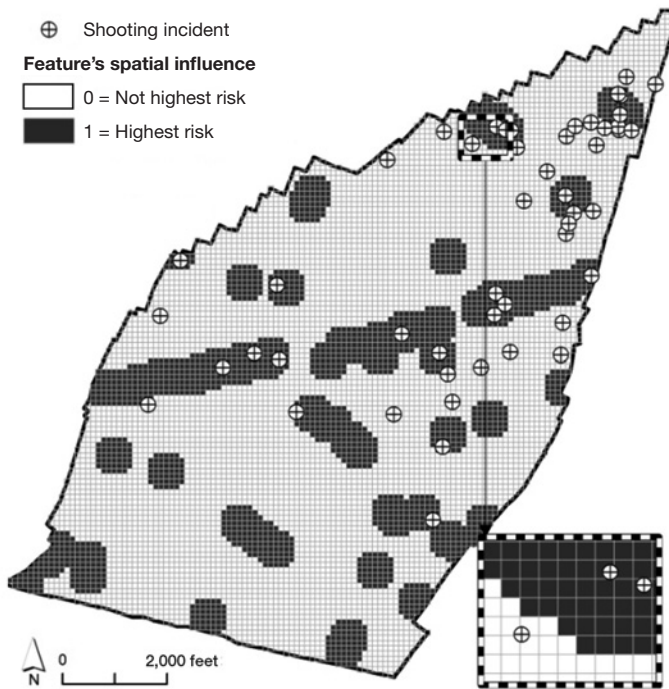 Shooting incident
Feature's spatial influence
0 = Not highest risk
1 = Highest risk
N
0 2,000 feet